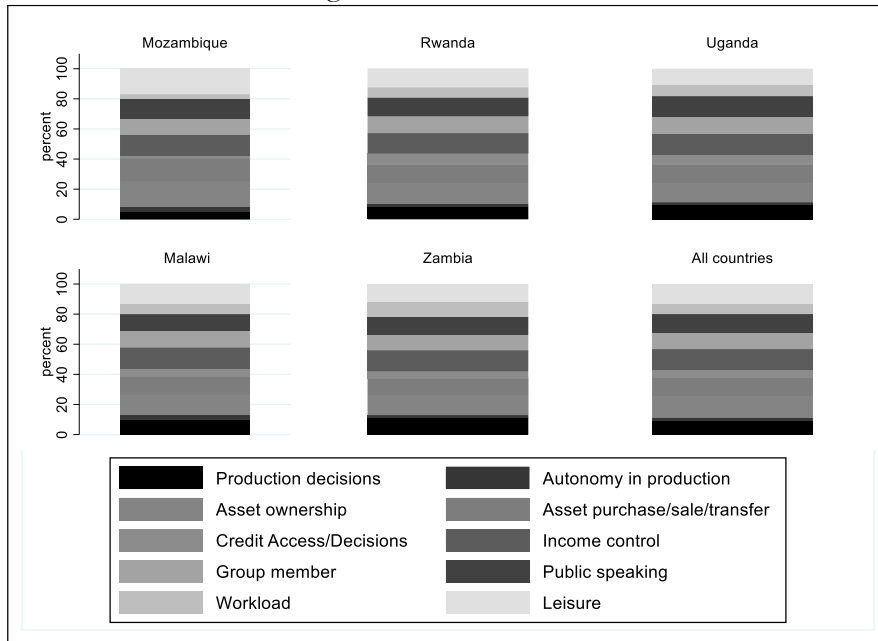 Mozambique Rwanda Uganda
percent
0 20 40 60 80 100
Malawi Zambia All countries
percent
0 20 40 60 80 100
Production decisions Autonomy in production
Asset ownership Asset purchase/sale/transfer
Credit Access/Decisions Income control
Group member Public speaking
Workload Leisure